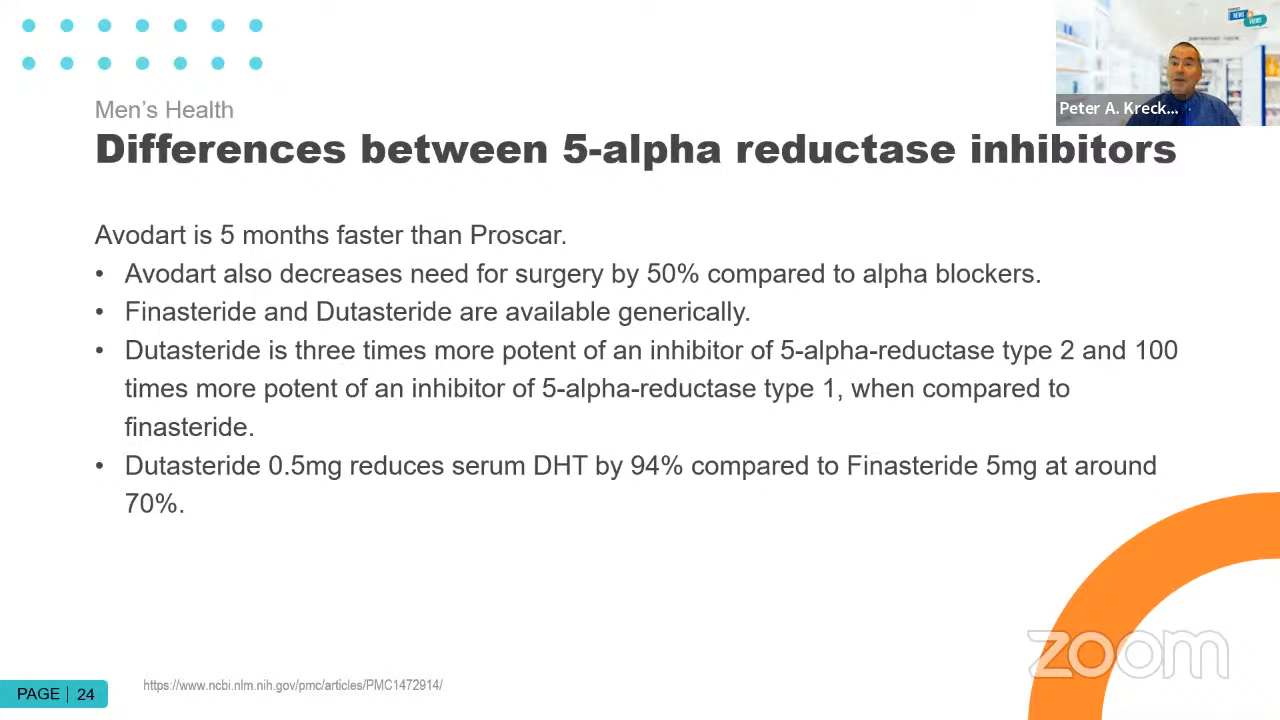 NEWS
VIEWS
Peter A. Kreck...
Men's Health
Differences between 5-alpha reductase inhibitors
Avodart is 5 months faster than Proscar.
• Avodart also decreases need for surgery by 50% compared to alpha blockers.
• Finasteride and Dutasteride are available generically.
• Dutasteride is three times more potent of an inhibitor of 5-alpha-reductase type 2 and 100
times more potent of an inhibitor of 5-alpha-reductase type 1, when compared to
finasteride.
• Dutasteride 0.5mg reduces serum DHT by 94% compared to Finasteride 5mg at around
70%.
zoom
PAGE | 24
https://www.ncbi.nlm.nih.gov/pmc/articles/PMC1472914/